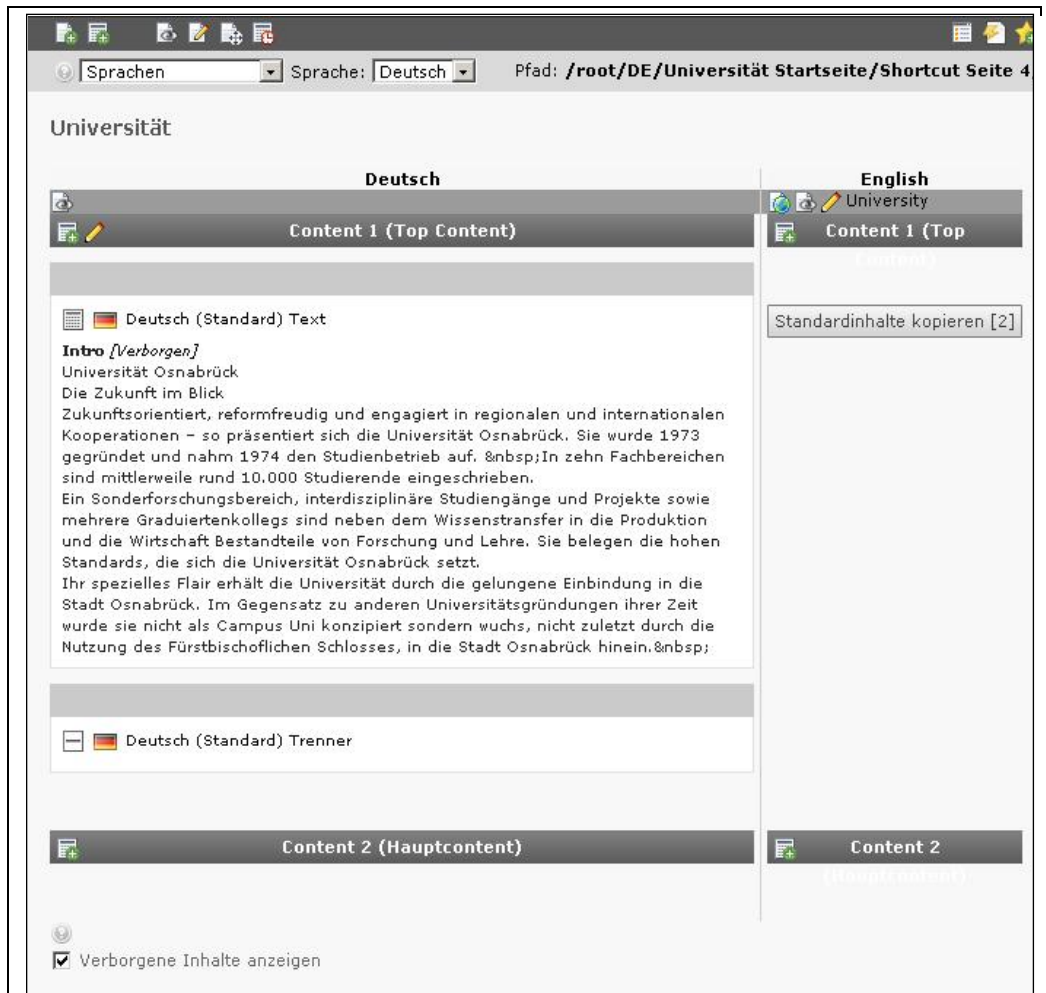 Sprachen Sprache: Deutsch Pfad: /root/DE/Universität Startseite/Shortcut Seite 4
Universität
Deutsch English
University
Content 1 (Top Content) Content 1 (Top
Content)
Deutsch (Standard) Text Standardinhalte kopieren [2]
Intro [Verborgen]
Universität Osnabrück
Die Zukunft im Blick
Zukunftsorientiert, reformfreudig und engagiert in regionalen und internationalen
Kooperationen – so präsentiert sich die Universität Osnabrück. Sie wurde 1973
gegründet und nahm 1974 den Studienbetrieb auf. &nbsp;In zehn Fachbereichen
sind mittlerweile rund 10.000 Studierende eingeschrieben.
Ein Sonderforschungsbereich, interdisziplinäre Studiengänge und Projekte sowie
mehrere Graduiertenkollegs sind neben dem Wissenstransfer in die Produktion
und die Wirtschaft Bestandteile von Forschung und Lehre. Sie belegen die hohen
Standards, die sich die Universität Osnabrück setzt.
Ihr spezielles Flair erhält die Universität durch die gelungene Einbindung in die
Stadt Osnabrück. Im Gegensatz zu anderen Universitätsgründungen ihrer Zeit
wurde sie nicht als Campus Uni konzipiert sondern wuchs, nicht zuletzt durch die
Nutzung des Fürstbischoflichen Schlosses, in die Stadt Osnabrück hinein.&nbsp;
Deutsch (Standard) Trenner
Content 2 (Hauptcontent) Content 2
(Hauptcontent)
Verborgene Inhalte anzeigen